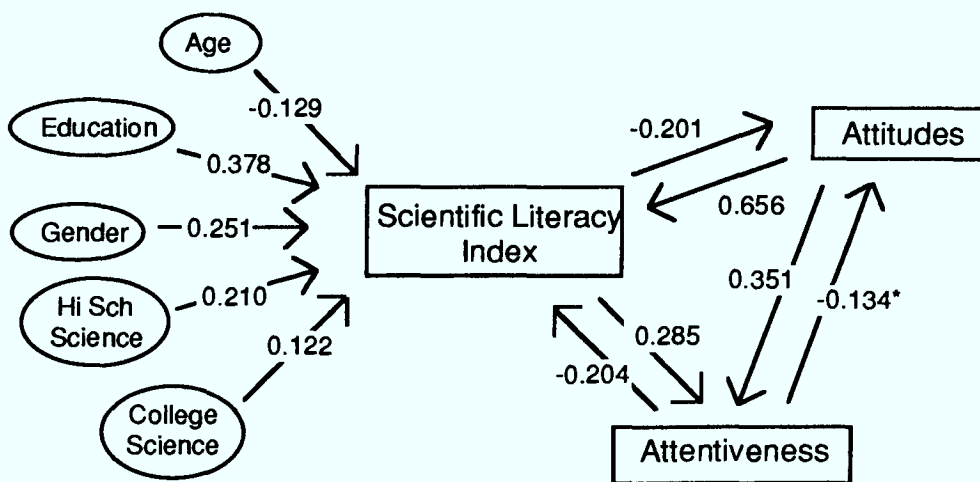 Age
-0.129
Education
0.378
Gender
0.251
Hi Sch
Science
0.210
College
Science
0.122
Scientific Literacy
Index
-0.201
0.656
Attitudes
0.351
-0.134*
0.285
-0.204
Attentiveness